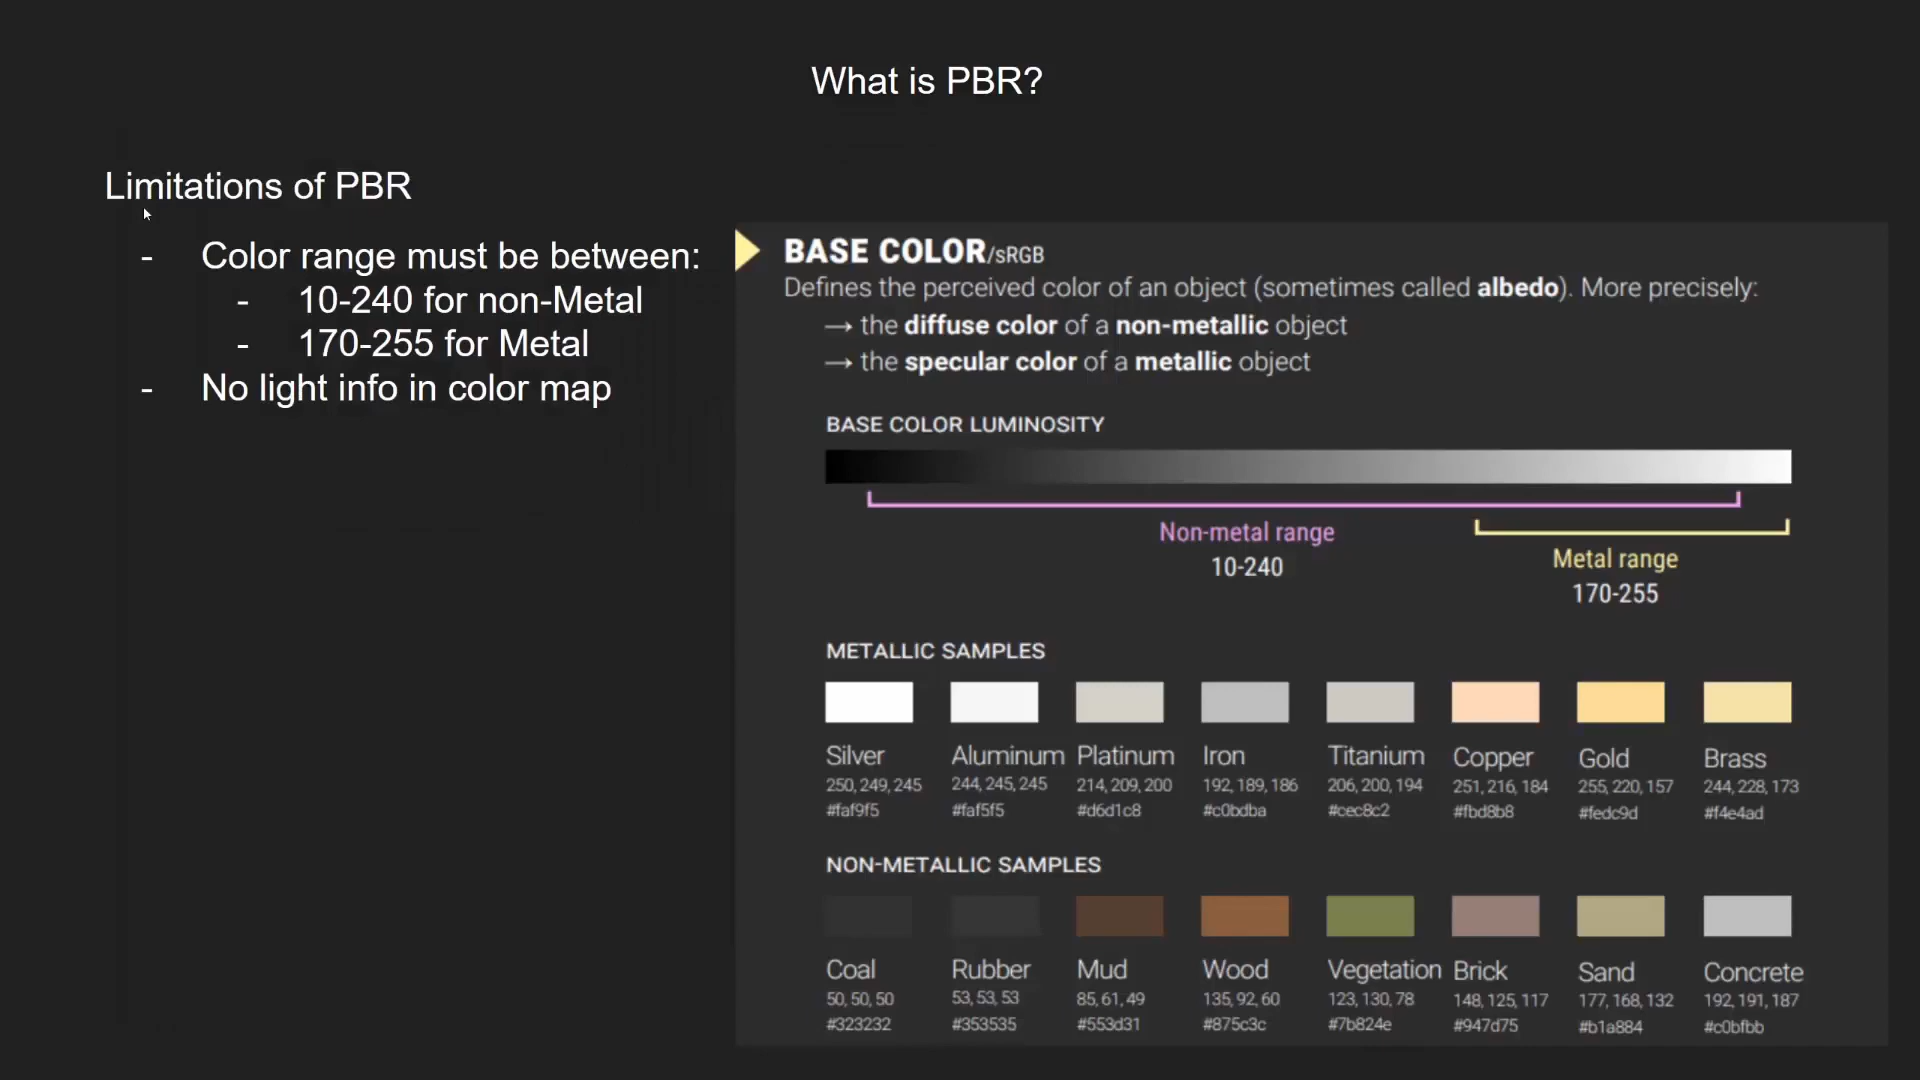 What is PBR?
Limitations of PBR
- Color range must be between:
- 10-240 for non-Metal
- 170-255 for Metal
- No light info in color map
BASE COLOR/sRGB
Defines the perceived color of an object (sometimes called albedo). More precisely:
→ the diffuse color of a non-metallic object
→ the specular color of a metallic object
BASE COLOR LUMINOSITY
Non-metal range
10-240
Metal range
170-255
METALLIC SAMPLES
Silver Aluminum Platinum Iron Titanium Copper Gold Brass
250, 249, 245 244, 245, 245 214, 209, 200 192, 189, 186 206, 200, 194 251, 216, 184 255, 220, 157 244, 228, 173
#faf9f5 #faf5f5 #d6d1c8 #c0bdba #cec8c2 #fbd8b8 #fedc9d #f4e4ad
NON-METALLIC SAMPLES
Coal Rubber Mud Wood Vegetation Brick Sand Concrete
50, 50, 50 53, 53, 53 85, 61, 49 135, 92, 60 123, 130, 78 148, 125, 117 177, 168, 132 192, 191, 187
#323232 #353535 #553d31 #875c3c #7b824e #947d75 #b1a884 #c0bfbb